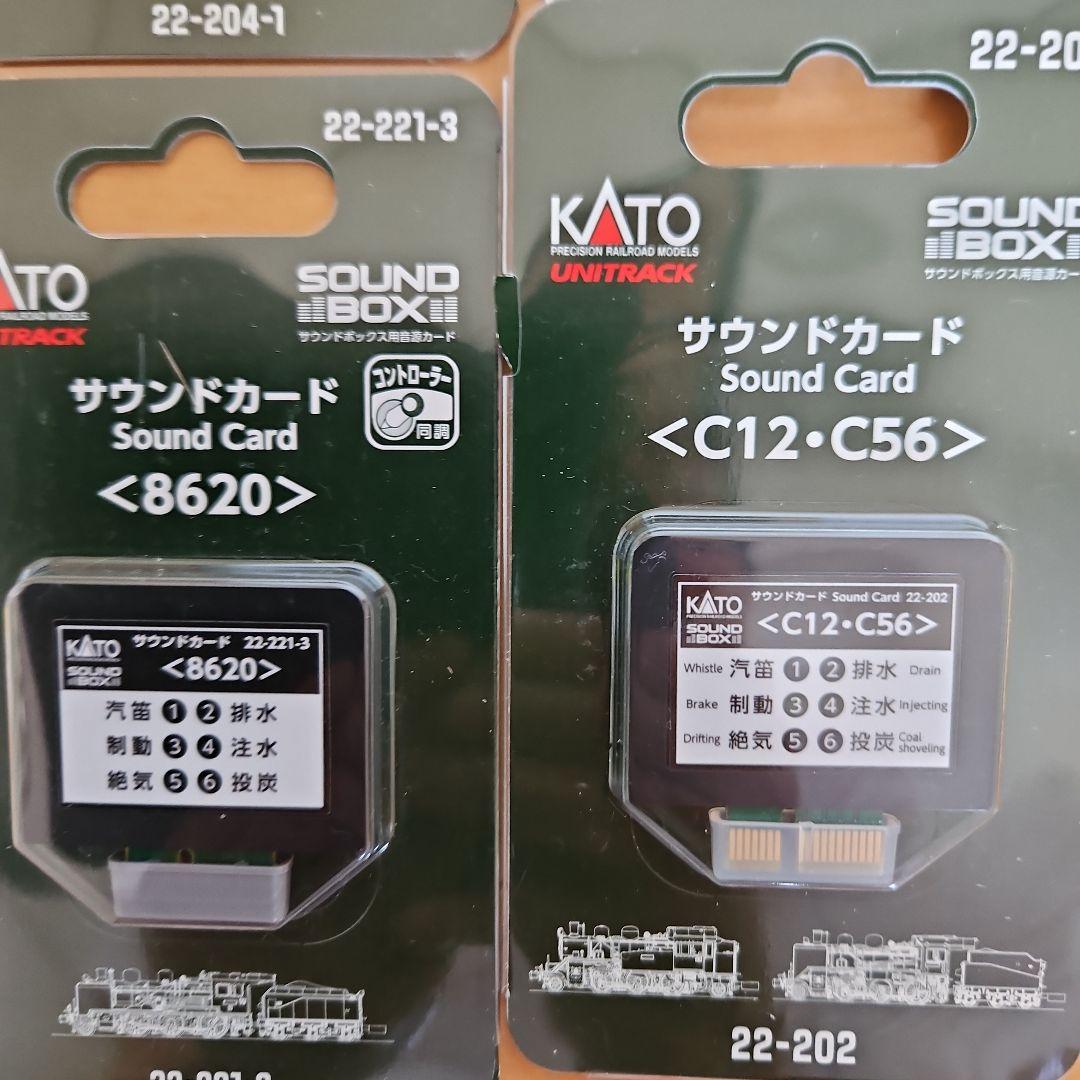 22-204-1
22-221-3
ATO
RAILROAD MODELS
TRACK
SOUND
BOX
サウンドボックス用音源カード
サウンドカード
Sound Card
コントローラー
同調
<8620>
KATO
SOUND
BOX
サウンドカード 22-221-3
<8620>
汽笛 1 2 排水
制動 3 4 注水
絶気 5 6 投炭
22-20
KATO
PRECISION RAILROAD MODELS
UNITRACK
SOUND
BOX
サウンドボックス用音源カー
サウンドカード
Sound Card
<C12・C56>
KATO
PRECISION RAILROAD MODELS
SOUND
BOX
サウンドカード Sound Card 22-202
<C12・C56>
Whistle 汽笛 1 2 排水 Drain
Brake 制動 3 4 注水 Injecting
Drifting 絶気 5 6 投炭 Coal shoveling
22-202